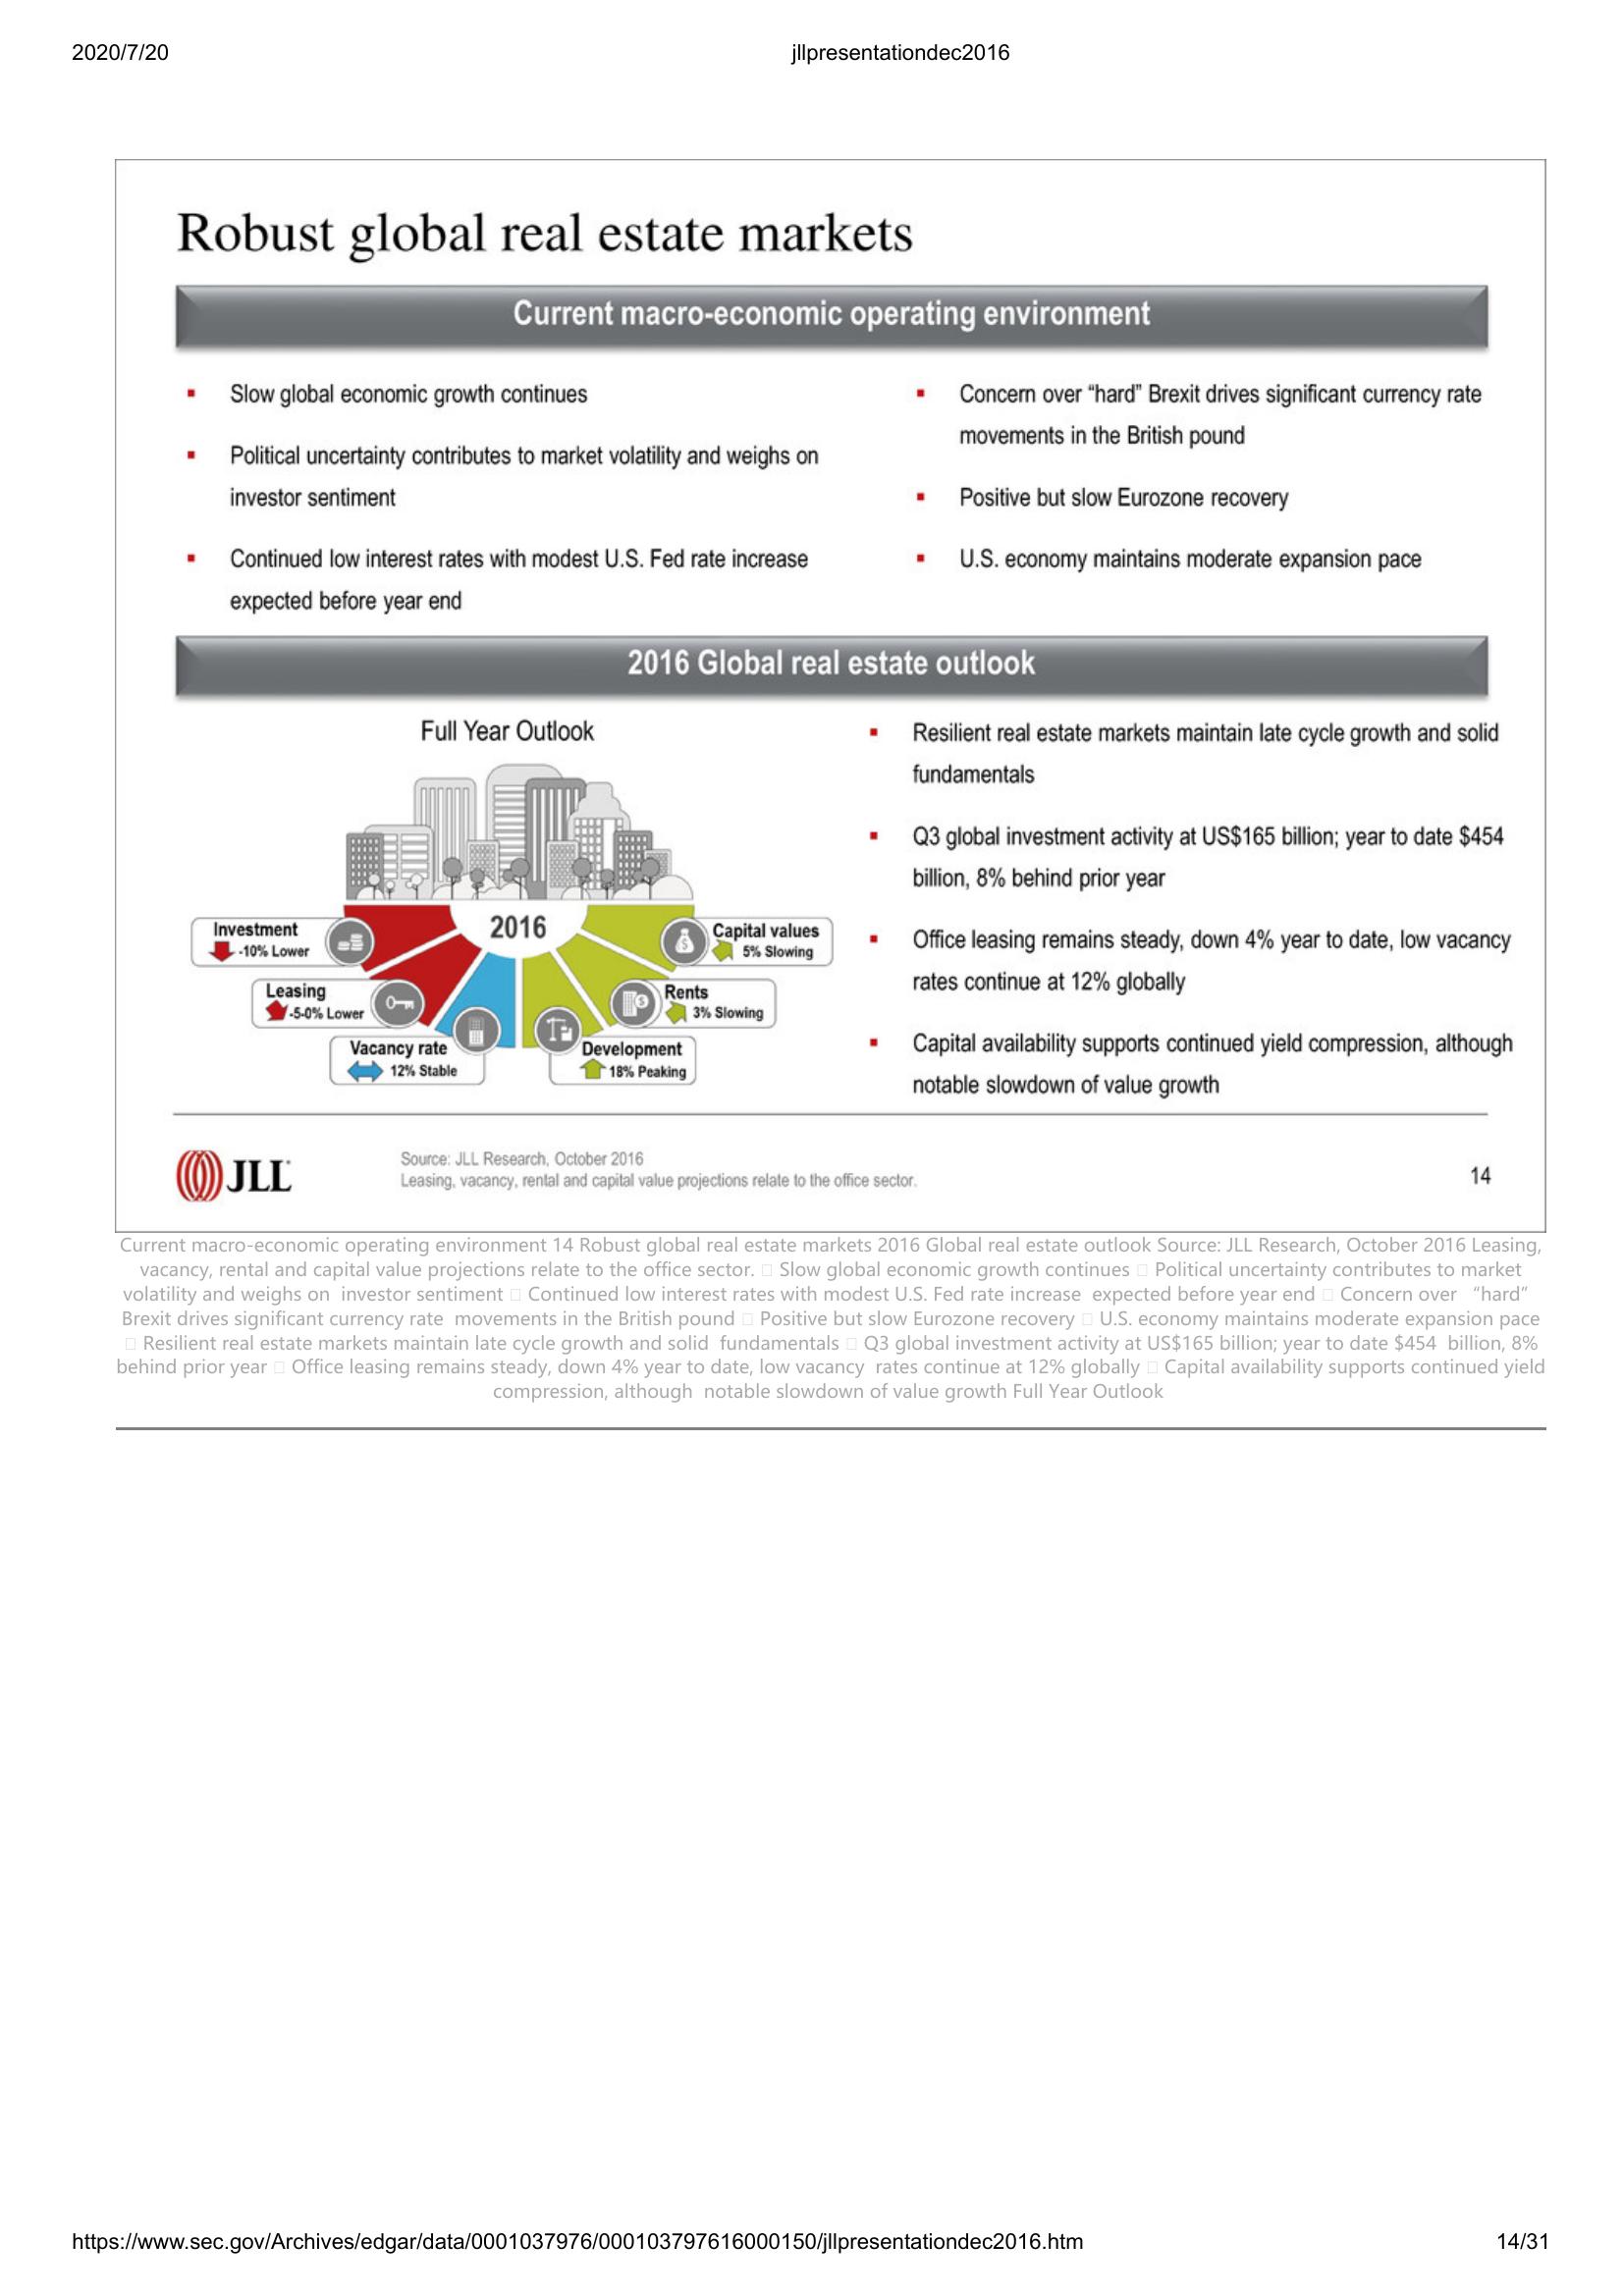 2020/7/20
jllpresentationdec2016
Robust global real estate markets
Current macro-economic operating environment
▪ Slow global economic growth continues
▪ Political uncertainty contributes to market volatility and weighs on
investor sentiment
▪ Continued low interest rates with modest U.S. Fed rate increase
expected before year end
▪ Concern over “hard” Brexit drives significant currency rate
movements in the British pound
▪ Positive but slow Eurozone recovery
▪ U.S. economy maintains moderate expansion pace
2016 Global real estate outlook
Full Year Outlook
2016
Investment
-10% Lower
Leasing
-5-0% Lower
Vacancy rate
12% Stable
Development
18% Peaking
Rents
3% Slowing
Capital values
5% Slowing
▪ Resilient real estate markets maintain late cycle growth and solid
fundamentals
▪ Q3 global investment activity at US$165 billion; year to date $454
billion, 8% behind prior year
▪ Office leasing remains steady, down 4% year to date, low vacancy
rates continue at 12% globally
▪ Capital availability supports continued yield compression, although
notable slowdown of value growth
JLL
Source: JLL Research, October 2016
Leasing, vacancy, rental and capital value projections relate to the office sector.
14
Current macro-economic operating environment 14 Robust global real estate markets 2016 Global real estate outlook Source: JLL Research, October 2016 Leasing,
vacancy, rental and capital value projections relate to the office sector. □ Slow global economic growth continues □ Political uncertainty contributes to market
volatility and weighs on investor sentiment □ Continued low interest rates with modest U.S. Fed rate increase expected before year end □ Concern over “hard”
Brexit drives significant currency rate movements in the British pound □ Positive but slow Eurozone recovery □ U.S. economy maintains moderate expansion pace
□ Resilient real estate markets maintain late cycle growth and solid fundamentals □ Q3 global investment activity at US$165 billion; year to date $454 billion, 8%
behind prior year □ Office leasing remains steady, down 4% year to date, low vacancy rates continue at 12% globally □ Capital availability supports continued yield
compression, although notable slowdown of value growth Full Year Outlook
https://www.sec.gov/Archives/edgar/data/0001037976/000103797616000150/jllpresentationdec2016.htm
14/31